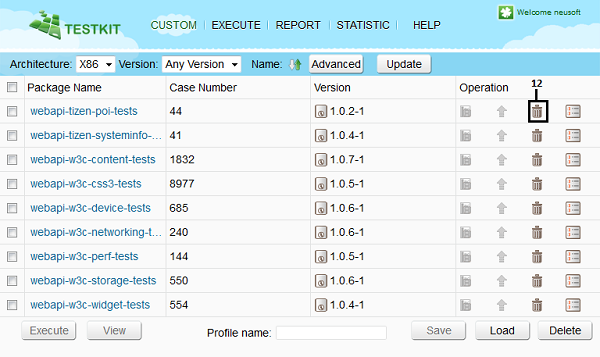 Welcome neusoft
TESTKIT CUSTOM EXECUTE REPORT STATISTIC HELP
Architecture: X86 Version: Any Version Name: Advanced Update
Package Name Case Number Version Operation 12
webapi-tizen-poi-tests 44 1.0.2-1
webapi-tizen-systeminfo-... 41 1.0.4-1
webapi-w3c-content-tests 1832 1.0.7-1
webapi-w3c-css3-tests 8977 1.0.5-1
webapi-w3c-device-tests 685 1.0.6-1
webapi-w3c-networking-t... 240 1.0.6-1
webapi-w3c-perf-tests 144 1.0.5-1
webapi-w3c-storage-tests 550 1.0.6-1
webapi-w3c-widget-tests 554 1.0.4-1
Execute View Profile name: Save Load Delete